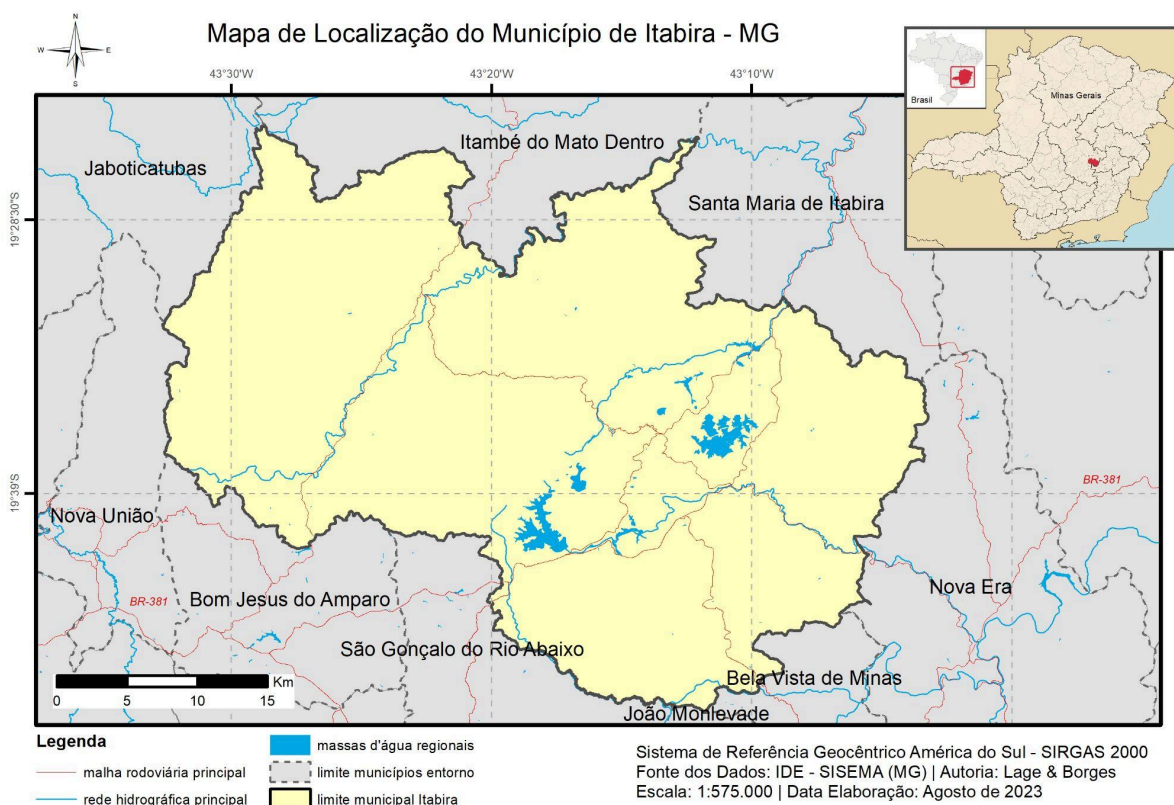 Mapa de Localização do Município de Itabira - MG
N
W
E
S
43°30'W
43°20'W
43°10'W
Brasil
Minas Gerais
Itambé do Mato Dentro
Jaboticatubas
Santa Maria de Itabira
19°28'30"S
19°39'S
BR-381
Nova União
Nova Era
BR-381
Bom Jesus do Amparo
São Gonçalo do Rio Abaixo
Bela Vista de Minas
João Monlevade
Km
0
5
10
15
Legenda
malha rodoviária principal
rede hidrográfica principal
massas d'água regionais
limite municípios entorno
limite municipal Itabira
Sistema de Referência Geocêntrico América do Sul - SIRGAS 2000
Fonte dos Dados: IDE - SISEMA (MG) | Autoria: Lage & Borges
Escala: 1:575.000 | Data Elaboração: Agosto de 2023